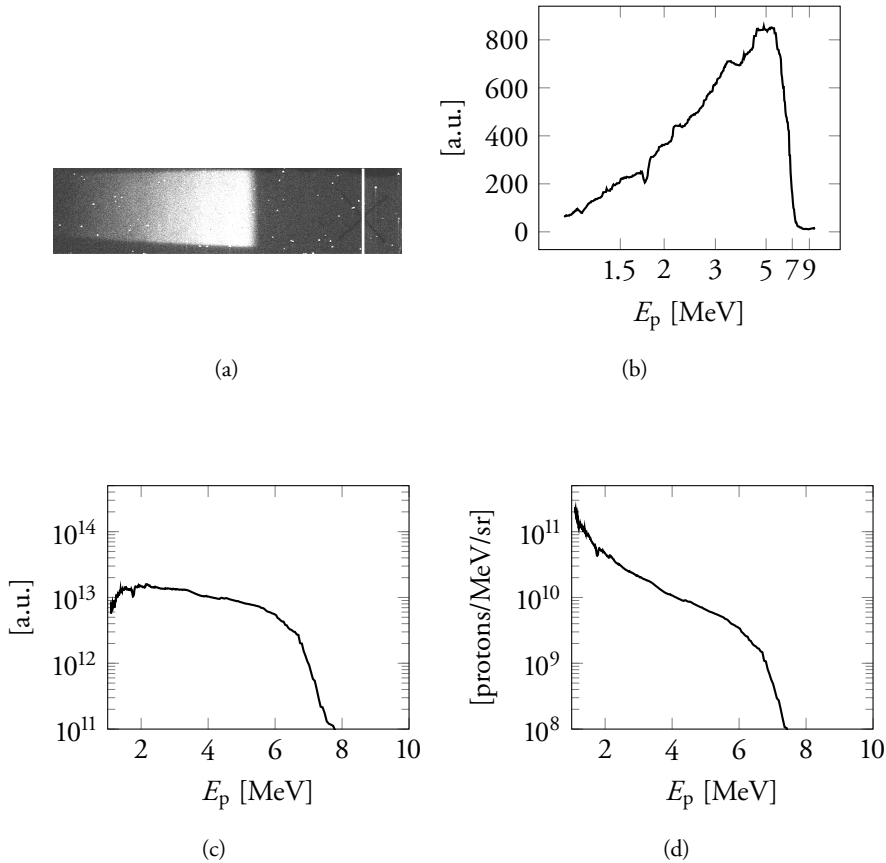 800
600
400
200
0
[a.u.]
1.5 2 3 5 7 9
E_p [MeV]
(a)
(b)
10^14
10^13
10^12
10^11
[a.u.]
2 4 6 8 10
E_p [MeV]
(c)
10^11
10^10
10^9
10^8
[protons/MeV/sr]
2 4 6 8 10
E_p [MeV]
(d)